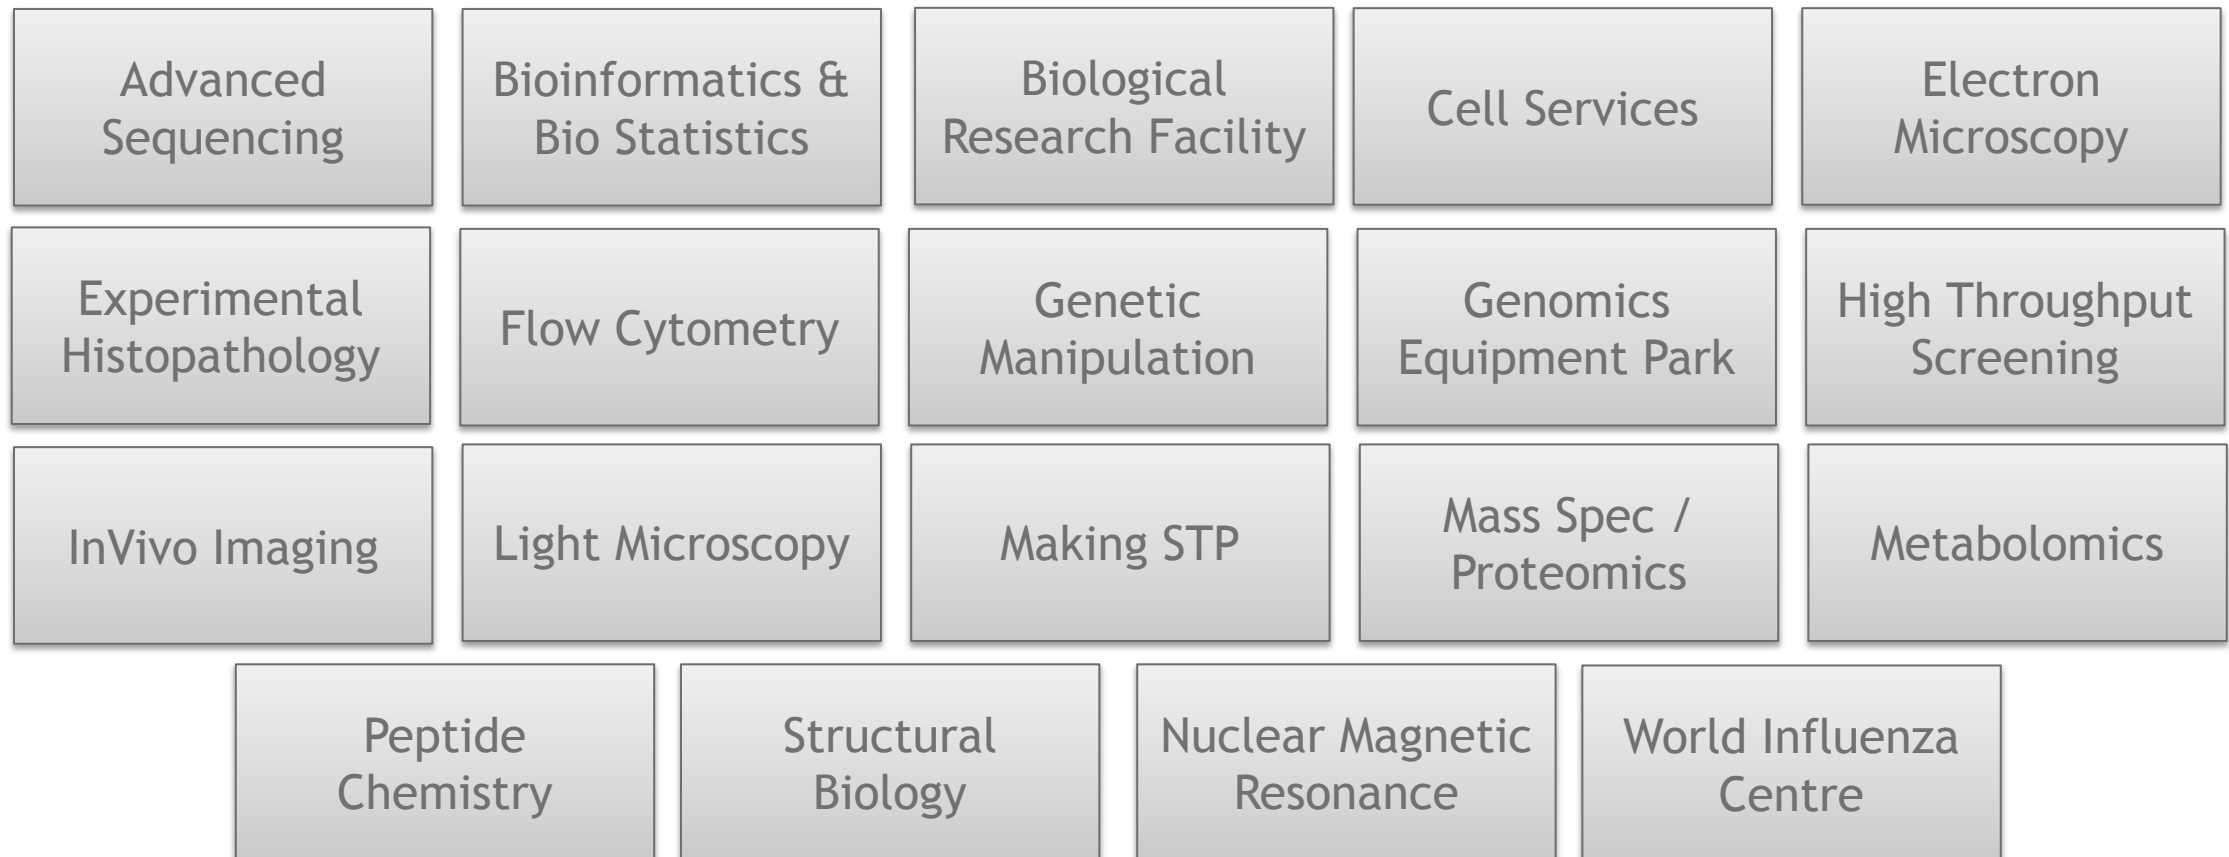 Advanced
Sequencing
Bioinformatics &
Bio Statistics
Biological
Research Facility
Cell Services
Electron
Microscopy
Experimental
Histopathology
Flow Cytometry
Genetic
Manipulation
Genomics
Equipment Park
High Throughput
Screening
InVivo Imaging
Light Microscopy
Making STP
Mass Spec /
Proteomics
Metabolomics
Peptide
Chemistry
Structural
Biology
Nuclear Magnetic
Resonance
World Influenza
Centre